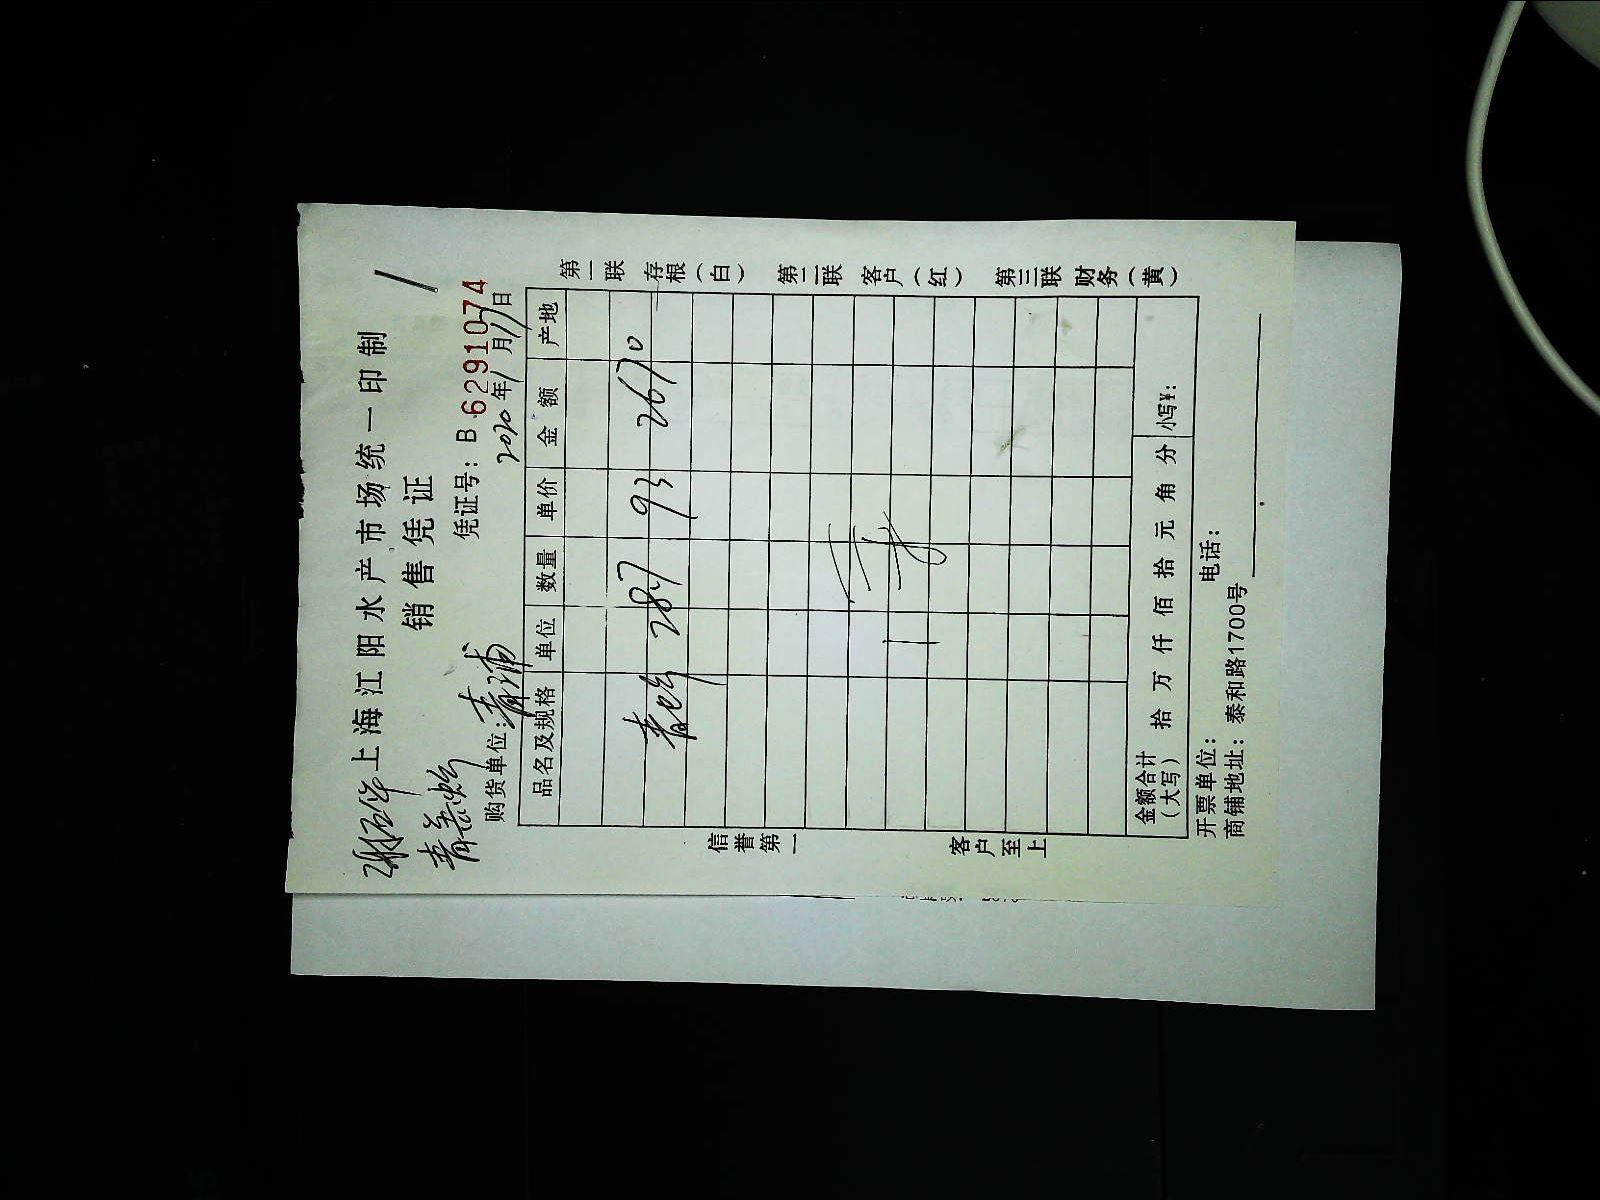 上海江阳水产市场统一印制
销售凭证
凭证号：B 6291074
购货单位：青浦 2020年1月17日
品名及规格 单位 数量 单价 金额 产地
287 93 2670
金额合计（大写） 拾 万 仟 佰 拾 元 角 分 小写¥：
开票单位： 电话：
商铺地址：泰和路1700号
信誉第一
客户至上
第一联 存根（白）
第二联 客户（红）
第三联 财务（黄）